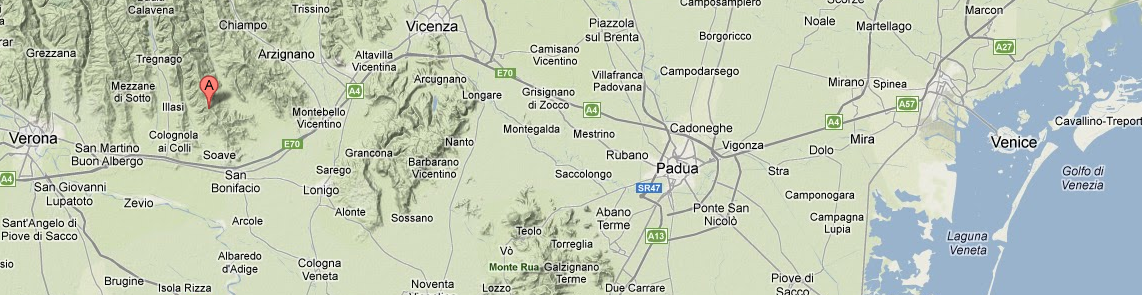 Calavena
Trissino
Chiampo
Vicenza
Piazzola
sul Brenta
Camposampiero
Noale
Scorzè
Marcon
Martellago
Borgoricco
Grezzana
Tregnago
Arzignano
Altavilla
Vicentina
Camisano
Vicentino
A27
A
Mezzane
di Sotto
Illasi
Arcugnano
E70
Villafranca
Padovana
Campodarsego
Mirano
Spinea
A4
Longare
Grisignano
di Zocco
A4
A57
Montebello
Vicentino
Verona
Colognola
ai Colli
Montegalda
Mestrino
Cadoneghe
A4
Mira
Venice
Cavallino-Treport
San Martino
Buon Albergo
Soave
E70
Grancona
Nanto
Rubano
Vigonza
Dolo
A4
San
Bonifacio
Sarego
Barbarano
Vicentino
Saccolongo
Padua
Stra
Golfo di
Venezia
San Giovanni
Lupatoto
Zevio
Lonigo
SR47
Camponogara
Sant'Angelo di
Piove di Sacco
Arcole
Alonte
Sossano
Abano
Terme
Ponte San
Nicolò
Campagna
Lupia
Teolo
Torreglia
A13
Laguna
Veneta
Albaredo
d'Adige
Cologna
Veneta
Vò
Monte Rua
Galzignano
Terme
Piove di
Sacco
sio
Brugine
Isola Rizza
Noventa
Lozzo
Due Carrare